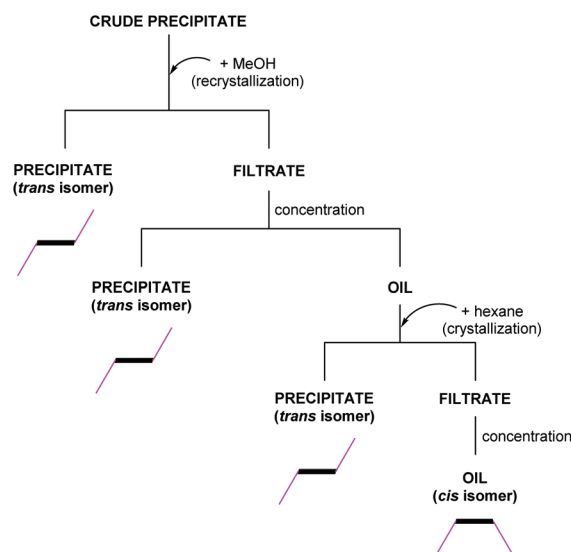 CRUDE PRECIPITATE
+ MeOH
(recrystallization)
PRECIPITATE
(trans isomer)
FILTRATE
concentration
PRECIPITATE
(trans isomer)
OIL
+ hexane
(crystallization)
PRECIPITATE
(trans isomer)
FILTRATE
concentration
OIL
(cis isomer)